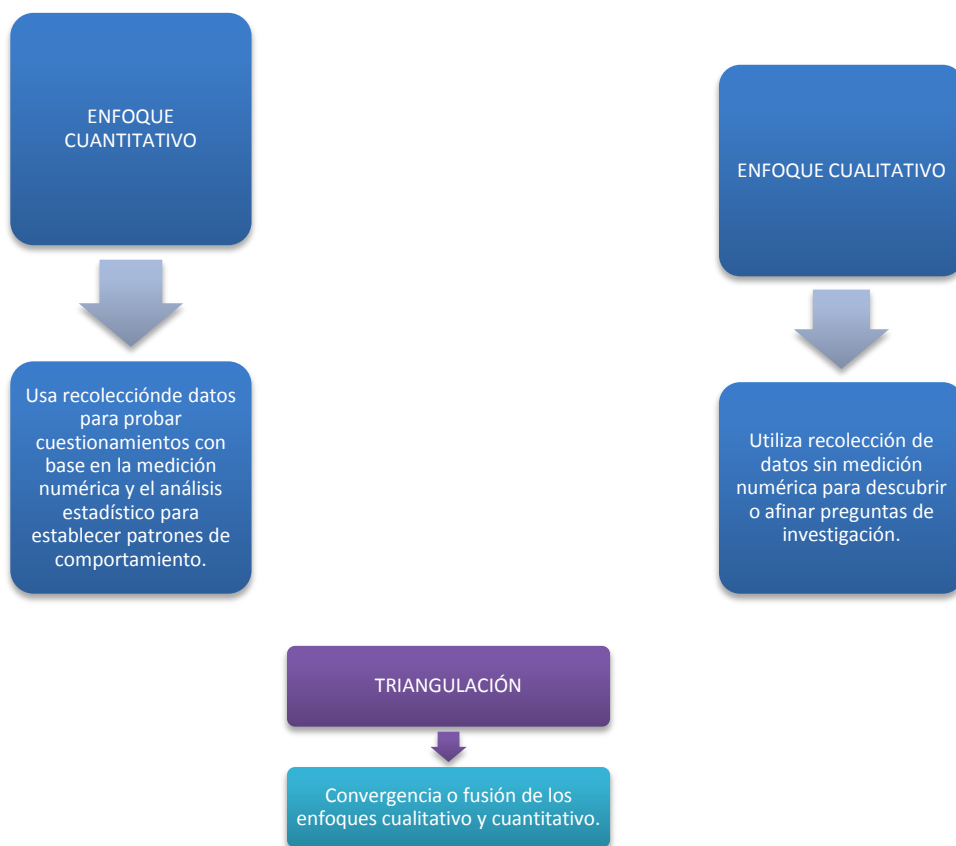 ENFOQUE
CUANTITATIVO
Usa recolecciónde datos
para probar
cuestionamientos con
base en la medición
numérica y el análisis
estadístico para
establecer patrones de
comportamiento.
ENFOQUE CUALITATIVO
Utiliza recolección de
datos sin medición
numérica para descubrir
o afinar preguntas de
investigación.
TRIANGULACIÓN
Convergencia o fusión de los
enfoques cualitativo y cuantitativo.